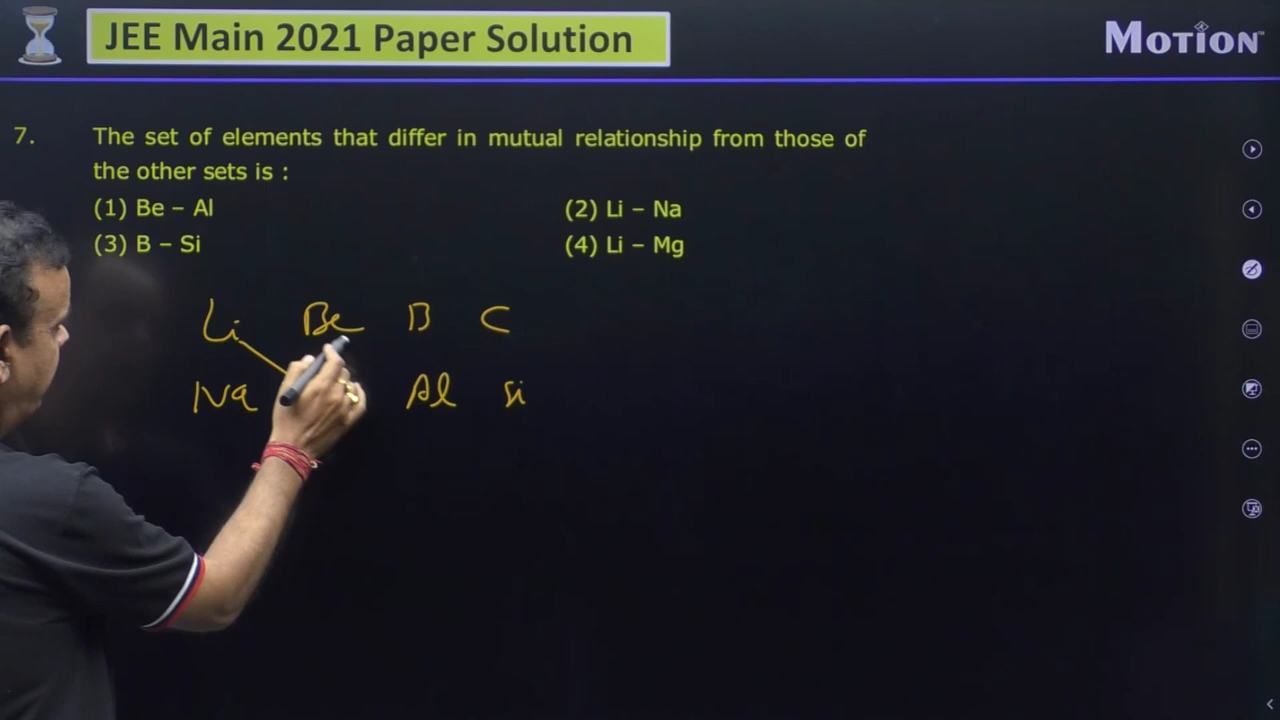 JEE Main 2021 Paper Solution
MOTION
7. The set of elements that differ in mutual relationship from those of
the other sets is :
(1) Be – Al (2) Li – Na
(3) B – Si (4) Li – Mg
Li Be B C
Na Al Si